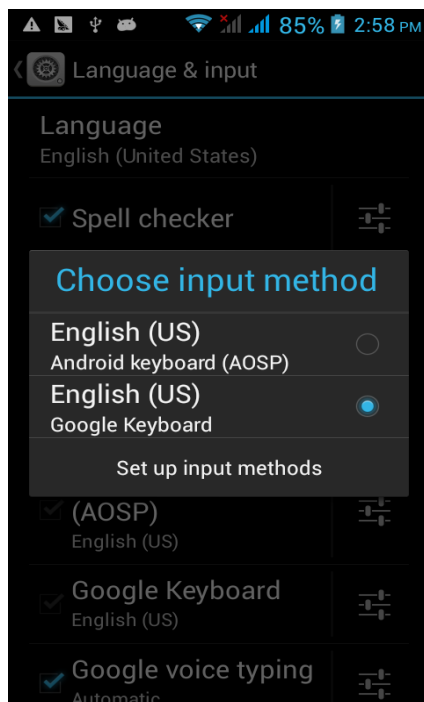 85% 2:58 PM
Language & input
Language
English (United States)
Spell checker
Choose input method
English (US)
Android keyboard (AOSP)
English (US)
Google Keyboard
Set up input methods
(AOSP)
English (US)
Google Keyboard
English (US)
Google voice typing
Automatic